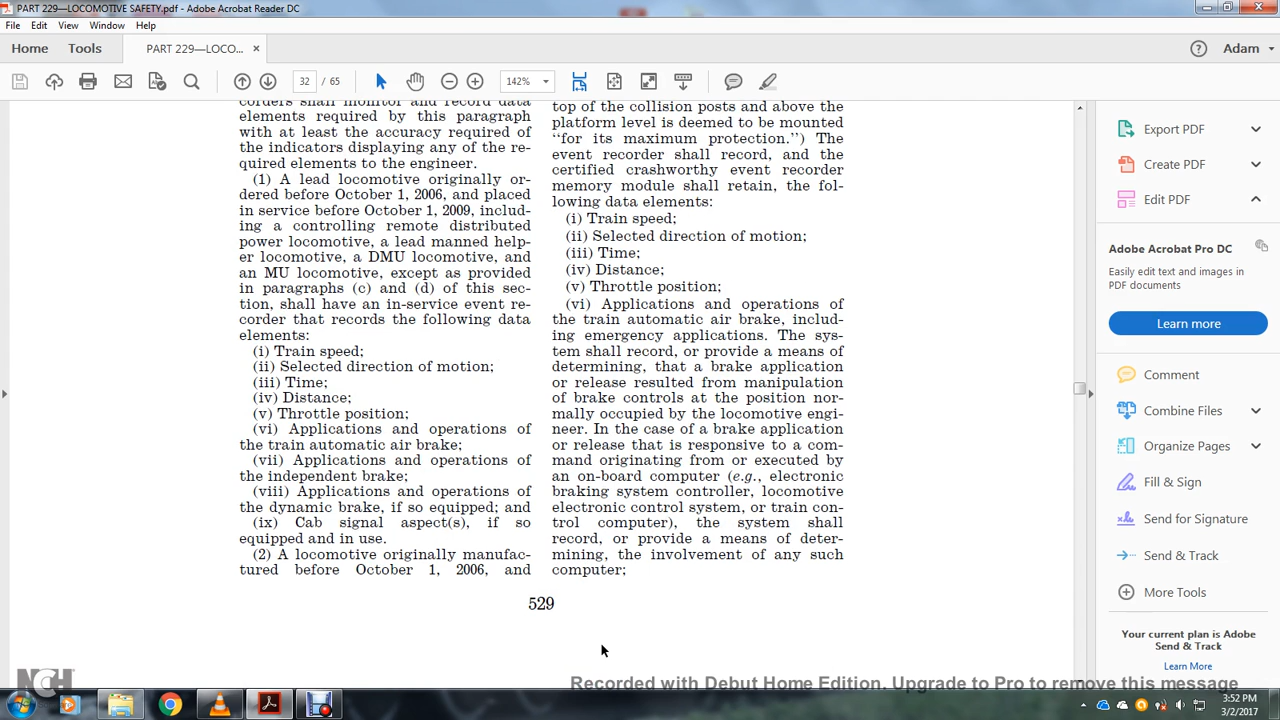 PART 229—LOCOMOTIVE SAFETY.pdf - Adobe Acrobat Reader DC
File Edit View Window Help
Home Tools PART 229—LOCO... ×
Adam
32 / 65
142%
corders shall monitor and record data
elements required by this paragraph
with at least the accuracy required of
the indicators displaying any of the re-
quired elements to the engineer.
(1) A lead locomotive originally or-
dered before October 1, 2006, and placed
in service before October 1, 2009, includ-
ing a controlling remote distributed
power locomotive, a lead manned help-
er locomotive, a DMU locomotive, and
an MU locomotive, except as provided
in paragraphs (c) and (d) of this sec-
tion, shall have an in-service event re-
corder that records the following data
elements:
(i) Train speed;
(ii) Selected direction of motion;
(iii) Time;
(iv) Distance;
(v) Throttle position;
(vi) Applications and operations of
the train automatic air brake;
(vii) Applications and operations of
the independent brake;
(viii) Applications and operations of
the dynamic brake, if so equipped; and
(ix) Cab signal aspect(s), if so
equipped and in use.
(2) A locomotive originally manufac-
tured before October 1, 2006, and
top of the collision posts and above the
platform level is deemed to be mounted
‘‘for its maximum protection.’’) The
event recorder shall record, and the
certified crashworthy event recorder
memory module shall retain, the fol-
lowing data elements:
(i) Train speed;
(ii) Selected direction of motion;
(iii) Time;
(iv) Distance;
(v) Throttle position;
(vi) Applications and operations of
the train automatic air brake, includ-
ing emergency applications. The sys-
tem shall record, or provide a means of
determining, that a brake application
or release resulted from manipulation
of brake controls at the position nor-
mally occupied by the locomotive engi-
neer. In the case of a brake application
or release that is responsive to a com-
mand originating from or executed by
an on-board computer (e.g., electronic
braking system controller, locomotive
electronic control system, or train con-
trol computer), the system shall
record, or provide a means of deter-
mining, the involvement of any such
computer;
529
Export PDF
Create PDF
Edit PDF
Adobe Acrobat Pro DC
Easily edit text and images in
PDF documents
Learn more
Comment
Combine Files
Organize Pages
Fill & Sign
Send for Signature
Send & Track
More Tools
Your current plan is Adobe
Send & Track
Learn More
NCH
Recorded with Debut Home Edition. Upgrade to Pro to remove this message
3:52 PM
3/2/2017